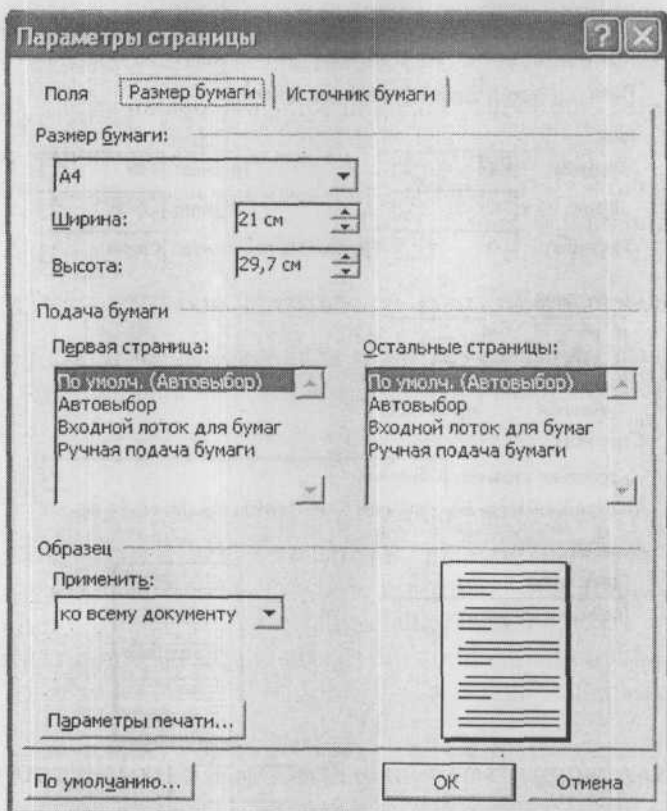 Параметры страницы
Поля Размер бумаги Источник бумаги
Размер бумаги:
A4
Ширина: 21 см
Высота: 29,7 см
Подача бумаги
Первая страница: Остальные страницы:
По умолч. (Автовыбор) По умолч. (Автовыбор)
Автовыбор Автовыбор
Входной лоток для бумаг Входной лоток для бумаг
Ручная подача бумаги Ручная подача бумаги
Образец
Применить:
ко всему документу
Параметры печати...
По умолчанию... ОК Отмена